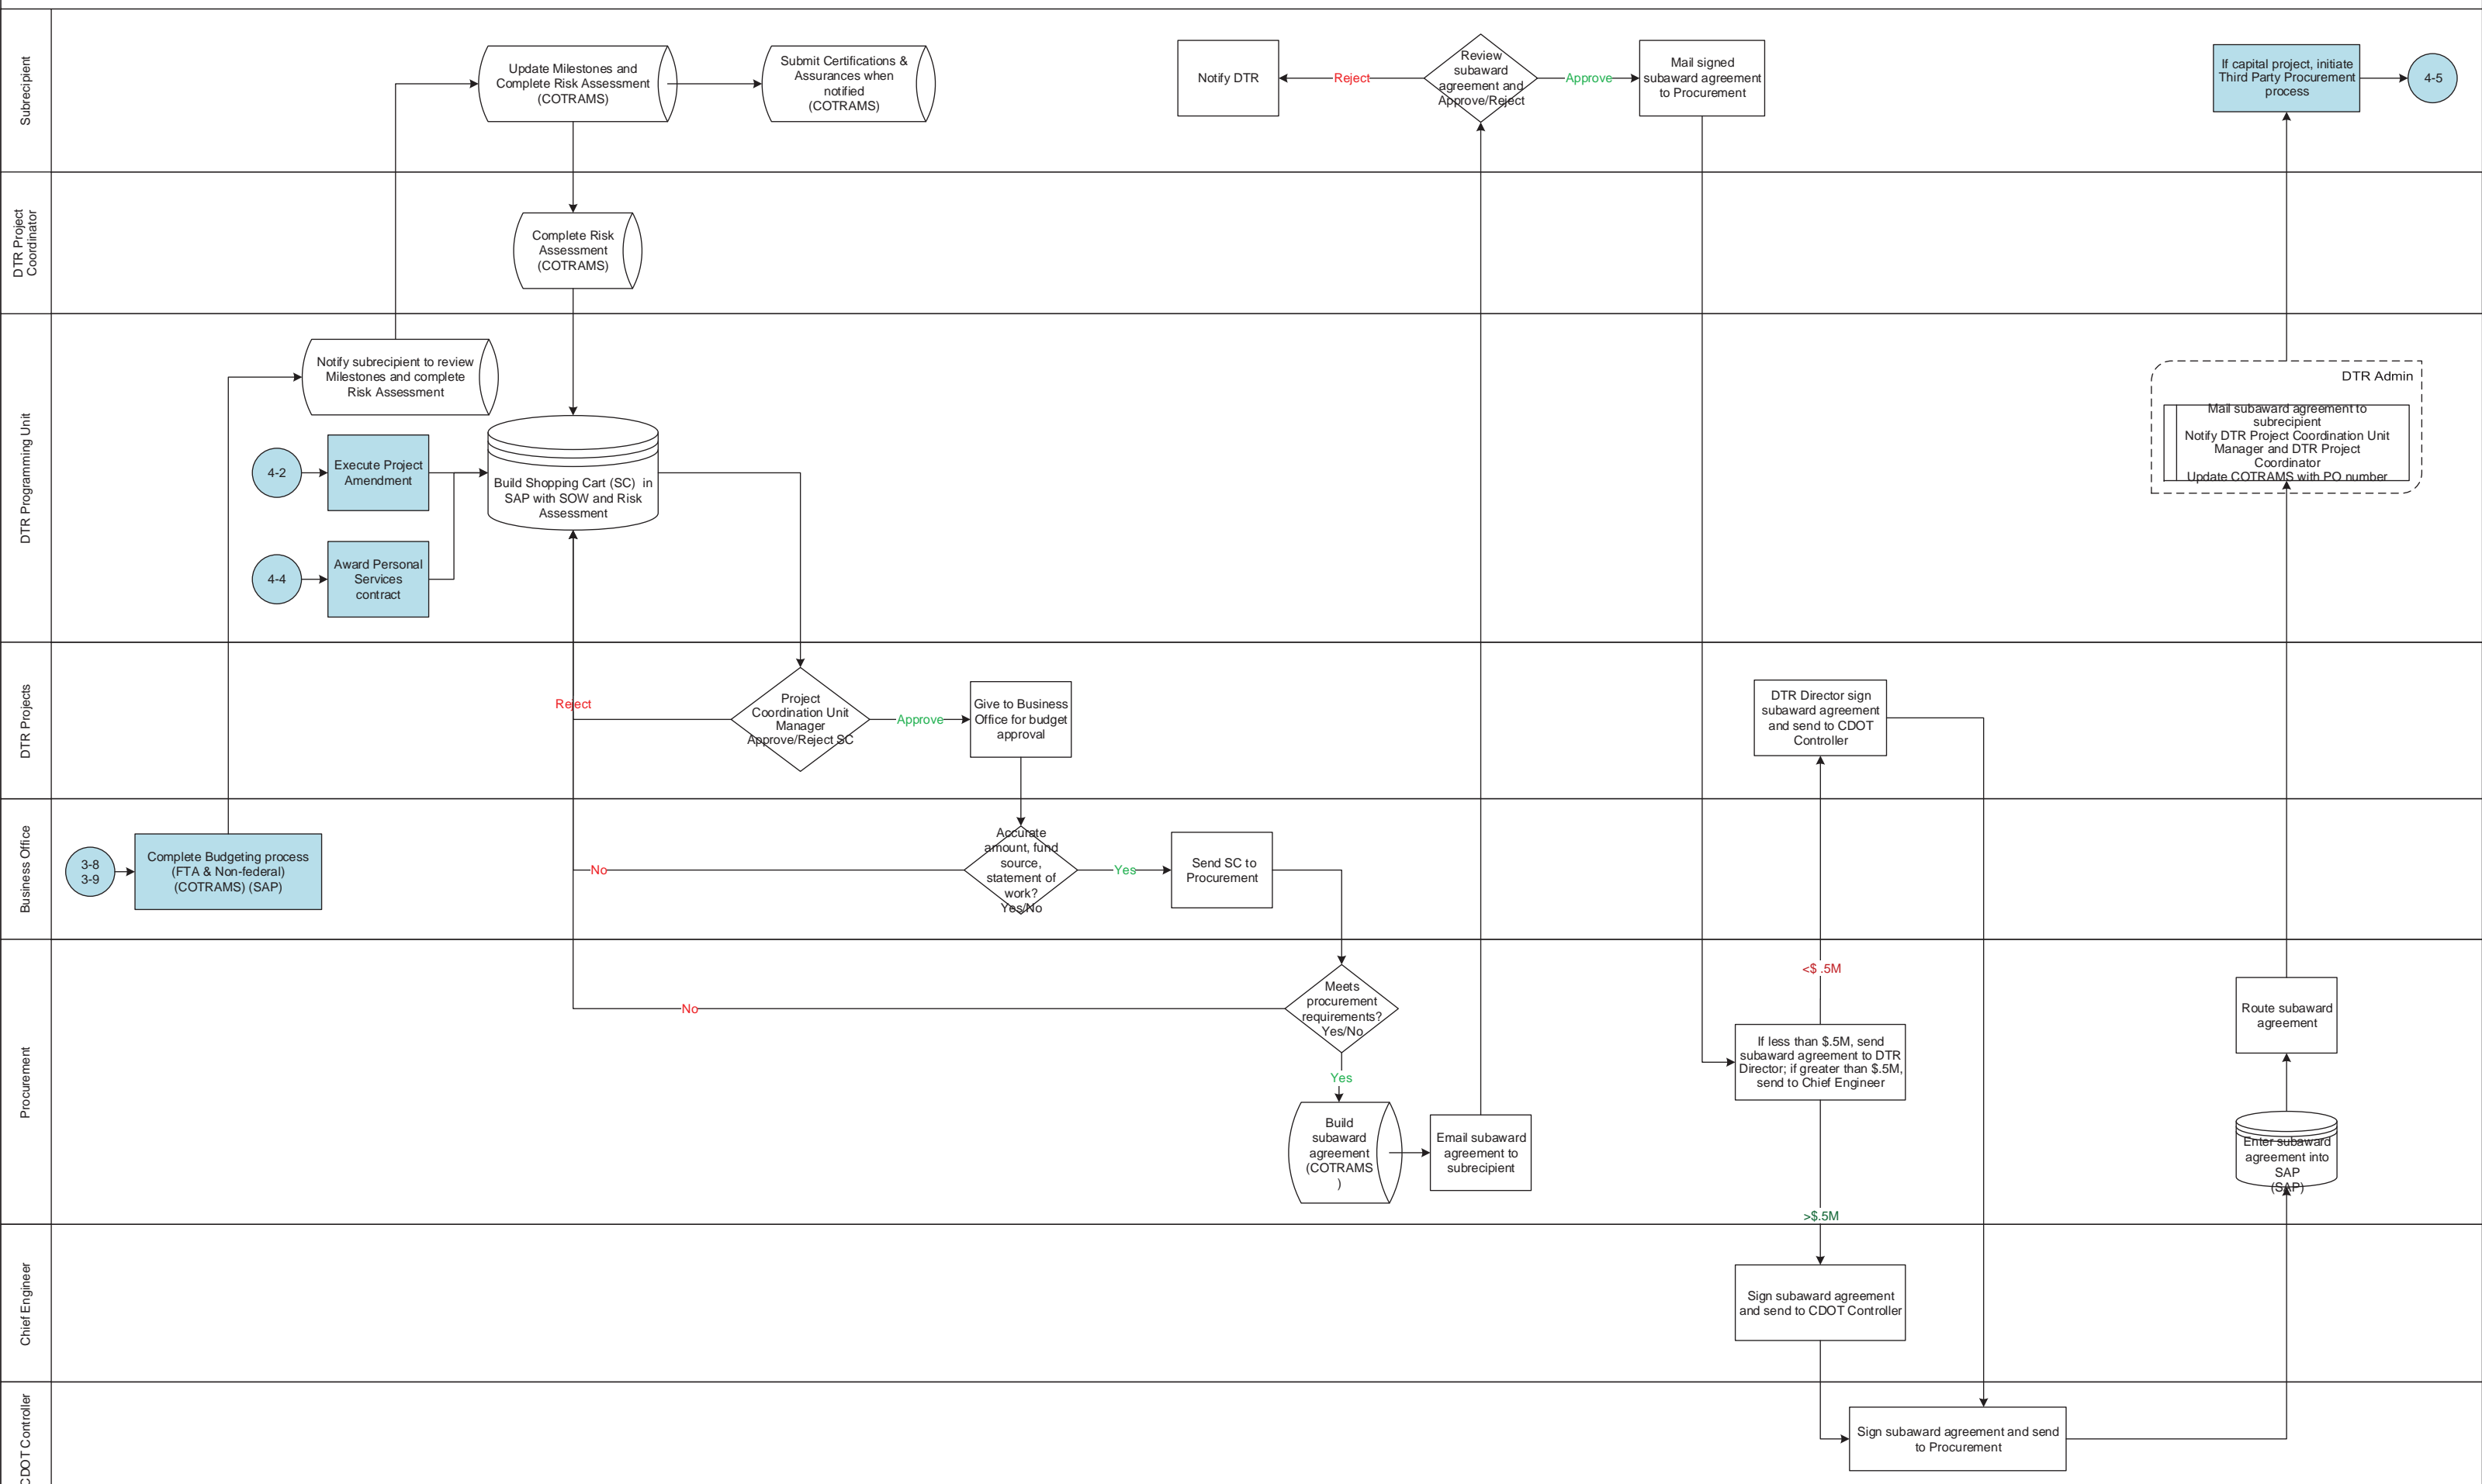 Subrecipient
Update Milestones and
Complete Risk Assessment
(COTRAMS)
Submit Certifications &
Assurances when
notified
(COTRAMS)
Notify DTR
Reject
Review
subaward
agreement and
Approve/Reject
Approve
Mail signed
subaward agreement
to Procurement
If capital project, initiate
Third Party Procurement
process
4-5
DTR Project
Coordinator
Complete Risk
Assessment
(COTRAMS)
DTR Programming Unit
Notify subrecipient to review
Milestones and complete
Risk Assessment
4-2
Execute Project
Amendment
4-4
Award Personal
Services
contract
Build Shopping Cart (SC) in
SAP with SOW and Risk
Assessment
DTR Admin
Mail subaward agreement to
subrecipient
Notify DTR Project Coordination Unit
Manager and DTR Project
Coordinator
Update COTRAMS with PO number
DTR Projects
Reject
Project
Coordination Unit
Manager
Approve/Reject SC
Approve
Give to Business
Office for budget
approval
DTR Director sign
subaward agreement
and send to CDOT
Controller
Business Office
3-8
3-9
Complete Budgeting process
(FTA & Non-federal)
(COTRAMS) (SAP)
No
Accurate
amount, fund
source,
statement of
work?
Yes/No
Yes
Send SC to
Procurement
Procurement
No
Meets
procurement
requirements?
Yes/No
Yes
Build
subaward
agreement
(COTRAMS
)
Email subaward
agreement to
subrecipient
<$ .5M
If less than $.5M, send
subaward agreement to DTR
Director; if greater than $.5M,
send to Chief Engineer
>$.5M
Route subaward
agreement
Enter subaward
agreement into
SAP
(SAP)
Chief Engineer
Sign subaward agreement
and send to CDOT Controller
CDOT Controller
Sign subaward agreement and send
to Procurement